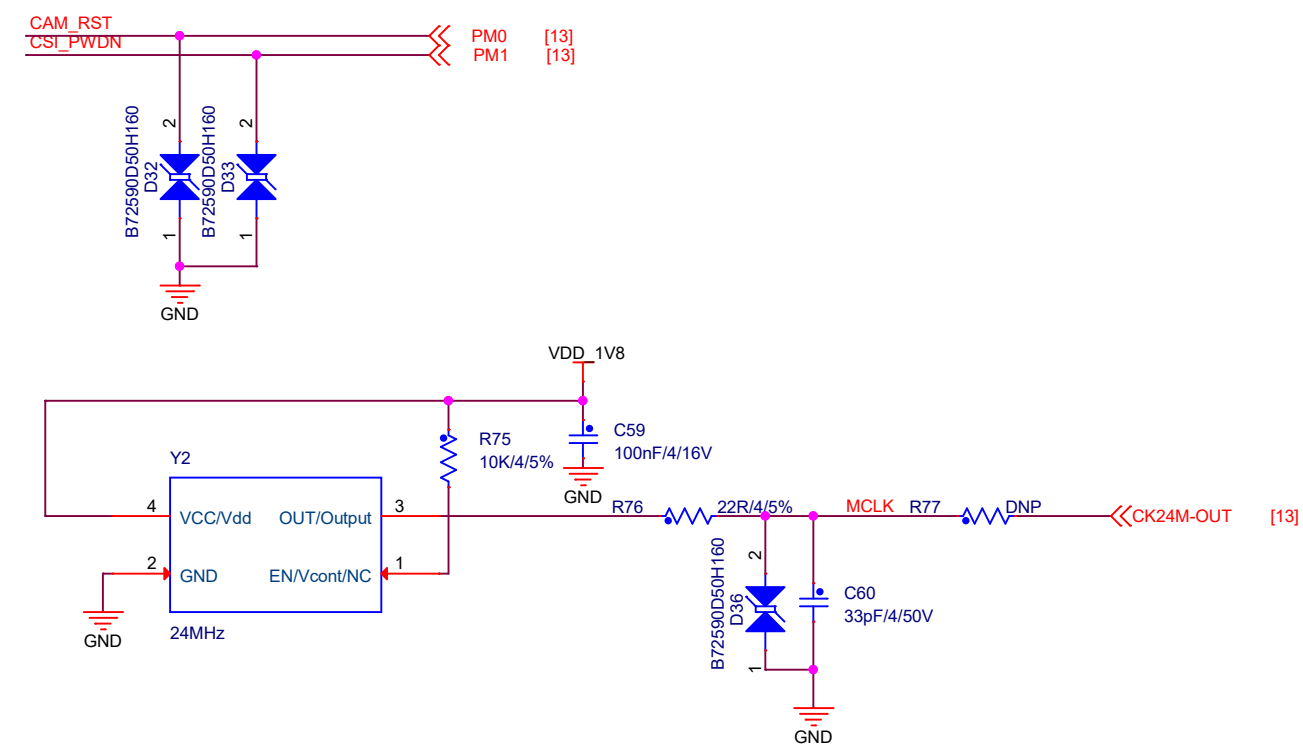 CAM_RST
PM0 [13]
CSI_PWDN
PM1 [13]
B72590D50H160
D32
2
1
B72590D50H160
D33
2
1
GND
VDD_1V8
R75
10K/4/5%
C59
100nF/4/16V
GND
Y2
4 VCC/Vdd OUT/Output 3
2 GND EN/Vcont/NC 1
24MHz
GND
R76 22R/4/5% MCLK R77 DNP CK24M-OUT [13]
B72590D50H160
D36
2
1
C60
33pF/4/50V
GND